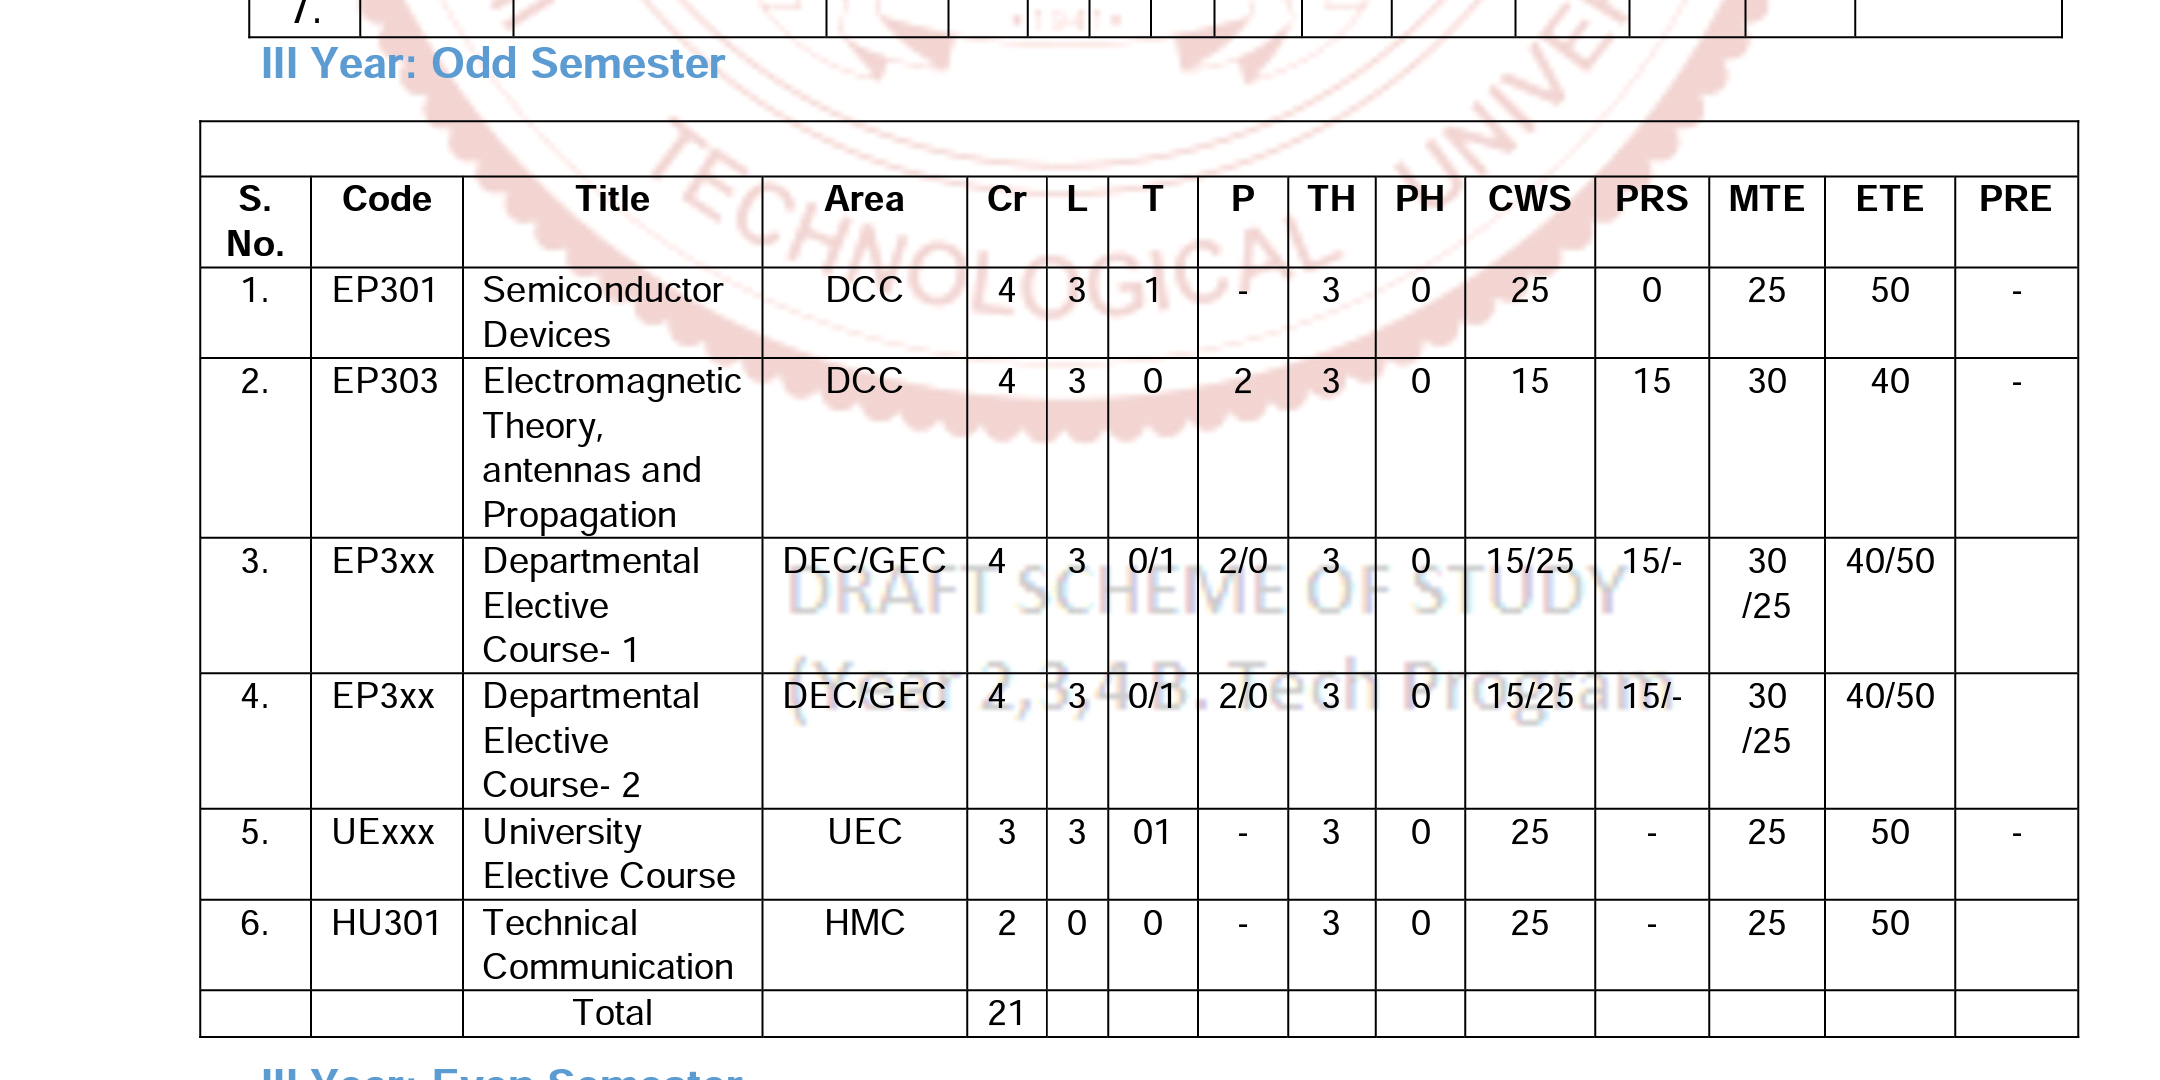 7.
•1941•
III Year: Odd Semester
TECHNOLOGICAL UNIVER
S. No. Code Title Area Cr L T P TH PH CWS PRS MTE ETE PRE
1. EP301 Semiconductor Devices DCC 4 3 1 - 3 0 25 0 25 50 -
2. EP303 Electromagnetic Theory, antennas and Propagation DCC 4 3 0 2 3 0 15 15 30 40 -
3. EP3xx Departmental Elective Course- 1 DEC/GEC 4 3 0/1 2/0 3 0 15/25 15/- 30 /25 40/50
DRAFT SCHEME OF STUDY
4. EP3xx Departmental Elective Course- 2 DEC/GEC 4 3 0/1 2/0 3 0 15/25 15/- 30 /25 40/50
(Year 2,3,4 B. Tech Program
5. UExxx University Elective Course UEC 3 3 01 - 3 0 25 - 25 50 -
6. HU301 Technical Communication HMC 2 0 0 - 3 0 25 - 25 50
Total 21
III Year: Even Semester